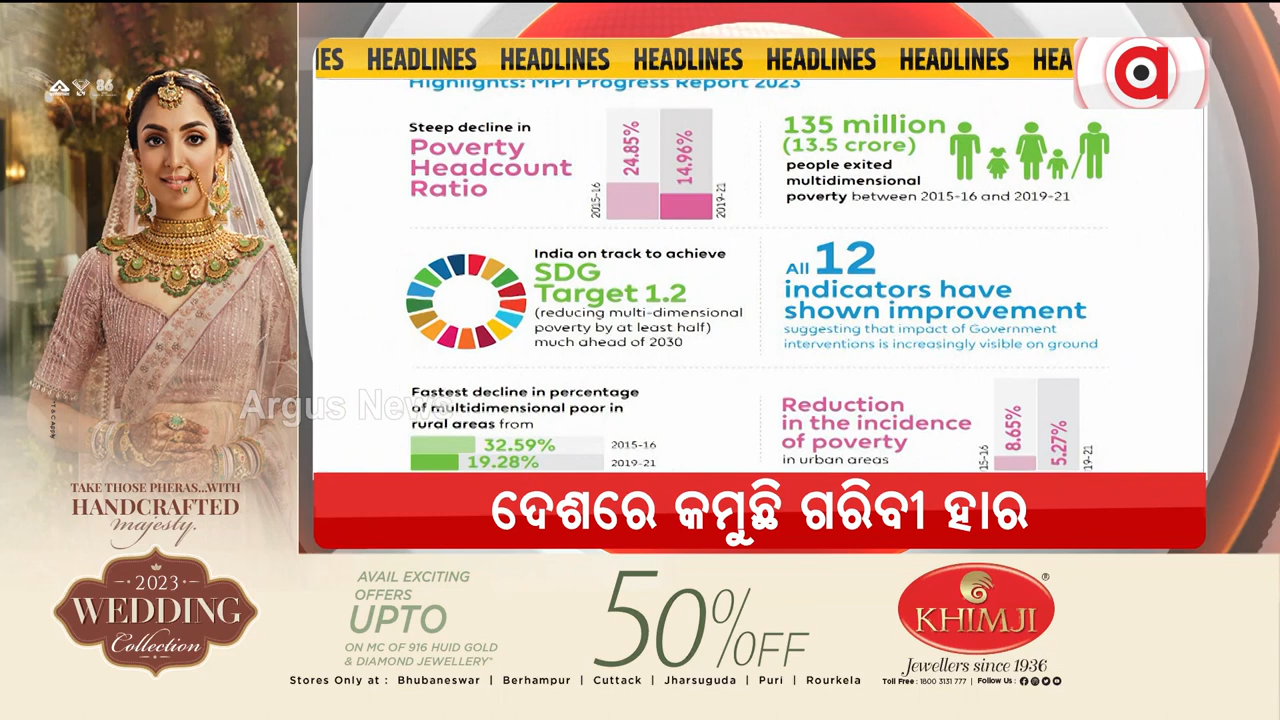 IES HEADLINES HEADLINES HEADLINES HEADLINES HEADLINES HEA
a
Highlights: MPI Progress Report 2023
Steep decline in
Poverty
Headcount
Ratio
2015-16
24.85%
14.96%
2019-21
135 million
(13.5 crore)
people exited
multidimensional
poverty between 2015-16 and 2019-21
India on track to achieve
SDG
Target 1.2
(reducing multi-dimensional
poverty by at least half)
much ahead of 2030
All 12
indicators have
shown improvement
suggesting that impact of Government
interventions is increasingly visible on ground
Fastest decline in percentage
of multidimensional poor in
rural areas from
32.59% 2015-16
19.28% 2019-21
Reduction
in the incidence
of poverty
in urban areas
15-16
8.65%
5.27%
19-21
Argus News
ଦେଶରେ କମୁଛି ଗରିବୀ ହାର
86
T & C Apply
TAKE THOSE PHERAS...WITH
HANDCRAFTED
majesty.
2023
WEDDING
Collection
AVAIL EXCITING
OFFERS
UPTO
ON MC OF 916 HUID GOLD
& DIAMOND JEWELLERY*
50% OFF
KHIMJI
®
Jewellers since 1936
Stores Only at : Bhubaneswar | Berhampur | Cuttack | Jharsuguda | Puri | Rourkela
Toll Free : 1800 3131 777 | Follow Us :